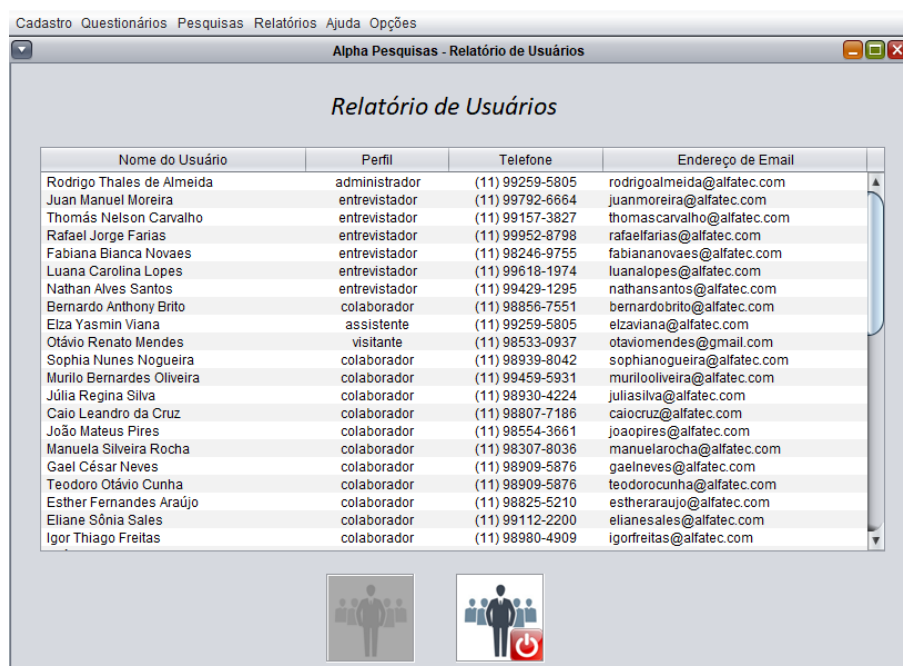 Cadastro Questionários Pesquisas Relatórios Ajuda Opções
Alpha Pesquisas - Relatório de Usuários
Relatório de Usuários
Nome do Usuário Perfil Telefone Endereço de Email
Rodrigo Thales de Almeida administrador (11) 99259-5805 rodrigoalmeida@alfatec.com
Juan Manuel Moreira entrevistador (11) 99792-6664 juanmoreira@alfatec.com
Thomás Nelson Carvalho entrevistador (11) 99157-3827 thomascarvalho@alfatec.com
Rafael Jorge Farias entrevistador (11) 99952-8798 rafaelfarias@alfatec.com
Fabiana Bianca Novaes entrevistador (11) 98246-9755 fabiananovaes@alfatec.com
Luana Carolina Lopes entrevistador (11) 99618-1974 luanalopes@alfatec.com
Nathan Alves Santos entrevistador (11) 99429-1295 nathansantos@alfatec.com
Bernardo Anthony Brito colaborador (11) 98856-7551 bernardobrito@alfatec.com
Elza Yasmin Viana assistente (11) 99259-5805 elzaviana@alfatec.com
Otávio Renato Mendes visitante (11) 98533-0937 otaviomendes@gmail.com
Sophia Nunes Nogueira colaborador (11) 98939-8042 sophianogueira@alfatec.com
Murilo Bernardes Oliveira colaborador (11) 99459-5931 murilooliveira@alfatec.com
Júlia Regina Silva colaborador (11) 98930-4224 juliasilva@alfatec.com
Caio Leandro da Cruz colaborador (11) 98807-7186 caiocruz@alfatec.com
João Mateus Pires colaborador (11) 98554-3661 joaopires@alfatec.com
Manuela Silveira Rocha colaborador (11) 98307-8036 manuelarocha@alfatec.com
Gael César Neves colaborador (11) 98909-5876 gaelneves@alfatec.com
Teodoro Otávio Cunha colaborador (11) 98909-5876 teodorocunha@alfatec.com
Esther Fernandes Araújo colaborador (11) 98825-5210 estheraraujo@alfatec.com
Eliane Sônia Sales colaborador (11) 99112-2200 elianesales@alfatec.com
Igor Thiago Freitas colaborador (11) 98980-4909 igorfreitas@alfatec.com